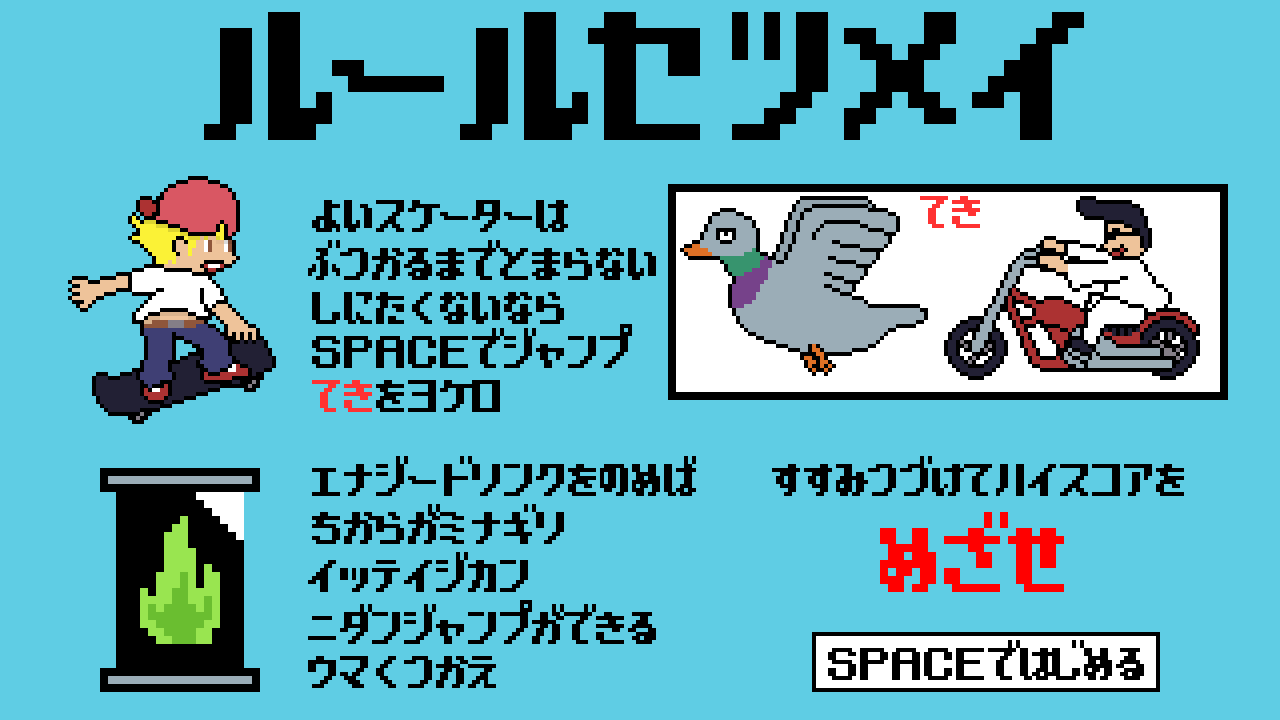 ルールセツメイ
よいスケーターは
ぶつかるまでとまらない
しにたくないなら
SPACEでジャンプ
てきをヨケロ
てき
エナジードリンクをのめば
ちからがミナギリ
イッテイジカン
ニダンジャンプができる
ウマくつかえ
すすみつづけてハイスコアを
めざせ
SPACEではじめる